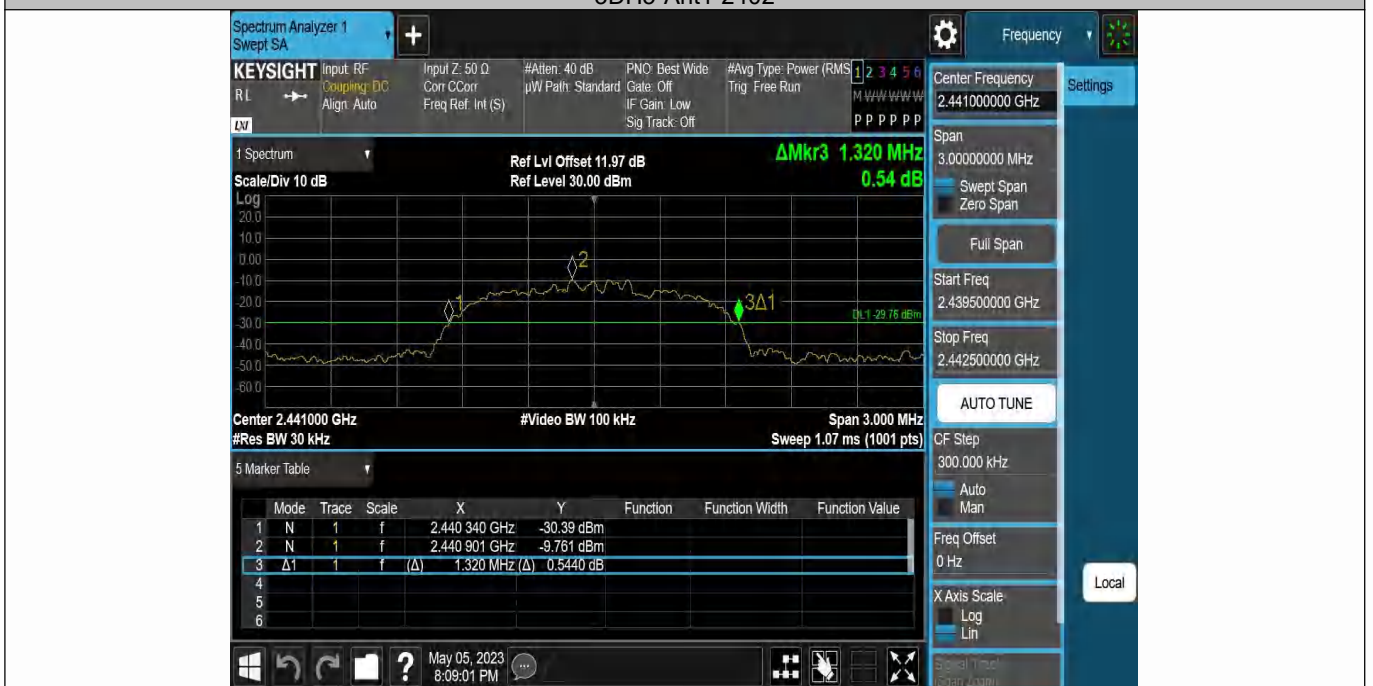 Spectrum Analyzer 1
Swept SA
+
Frequency
KEYSIGHT
RL
LXI
Input: RF
Coupling: DC
Align: Auto
Input Z: 50 Ω
Corr CCorr
Freq Ref: Int (S)
#Atten: 40 dB
µW Path: Standard
PNO: Best Wide
Gate: Off
IF Gain: Low
Sig Track: Off
#Avg Type: Power (RMS
Trig: Free Run
1 2 3 4 5 6
M W W W W W
P P P P P P
1 Spectrum
Scale/Div 10 dB
Ref Lvl Offset 11.97 dB
Ref Level 30.00 dBm
ΔMkr3 1.320 MHz
0.54 dB
Log
20.0
10.0
0.00
-10.0
-20.0
-30.0
-40.0
-50.0
-60.0
1
2
3Δ1
DL1 -29.76 dBm
Center 2.441000 GHz
#Video BW 100 kHz
Span 3.000 MHz
#Res BW 30 kHz
Sweep 1.07 ms (1001 pts)
5 Marker Table
Mode Trace Scale X Y Function Function Width Function Value
1 N 1 f 2.440 340 GHz -30.39 dBm
2 N 1 f 2.440 901 GHz -9.761 dBm
3 Δ1 1 f (Δ) 1.320 MHz (Δ) 0.5440 dB
4
5
6
?
May 05, 2023
8:09:01 PM
Center Frequency
2.441000000 GHz
Settings
Span
3.00000000 MHz
Swept Span
Zero Span
Full Span
Start Freq
2.439500000 GHz
Stop Freq
2.442500000 GHz
AUTO TUNE
CF Step
300.000 kHz
Auto
Man
Freq Offset
0 Hz
Local
X Axis Scale
Log
Lin
Signal Track